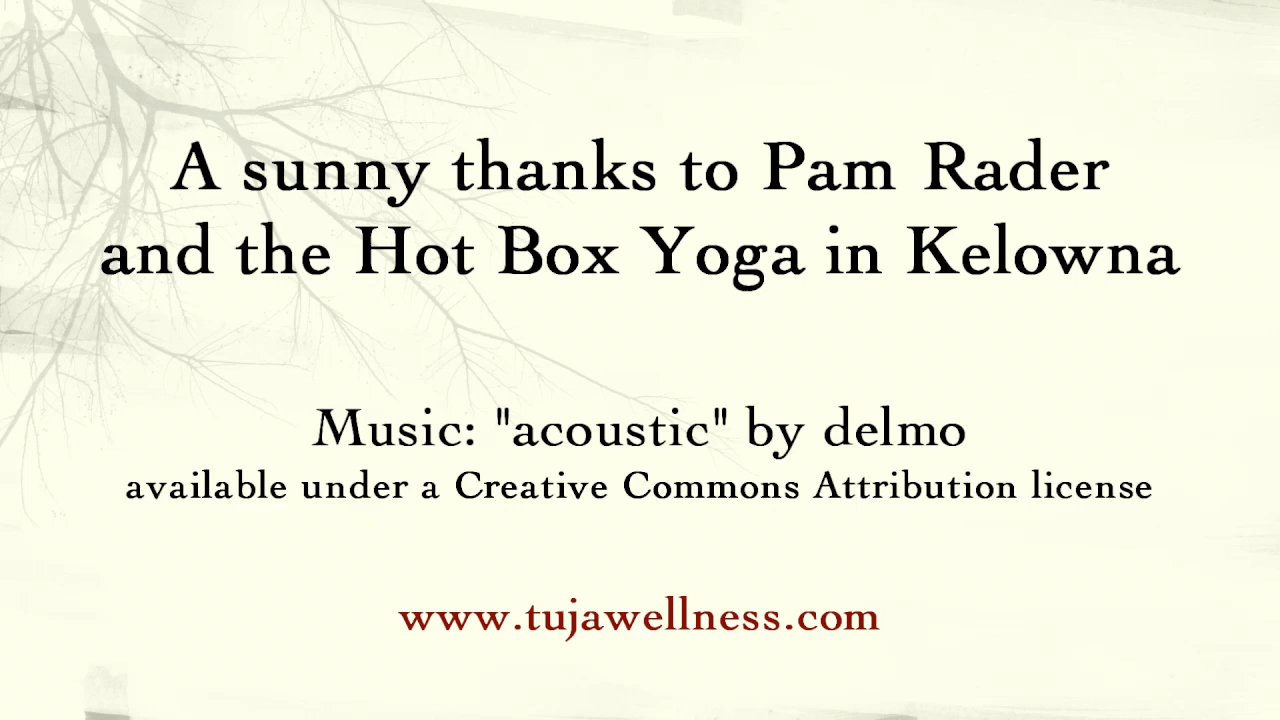 A sunny thanks to Pam Rader
and the Hot Box Yoga in Kelowna
Music: "acoustic" by delmo
available under a Creative Commons Attribution license
www.tujawellness.com